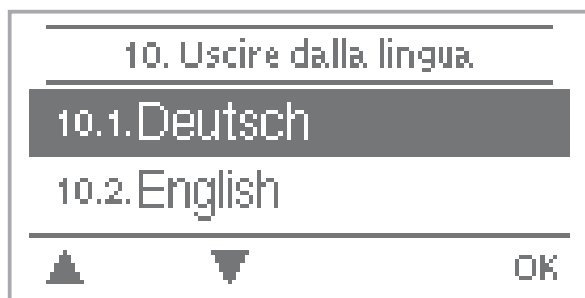 10. Uscire dalla lingua
10.1. Deutsch
10.2. English
OK